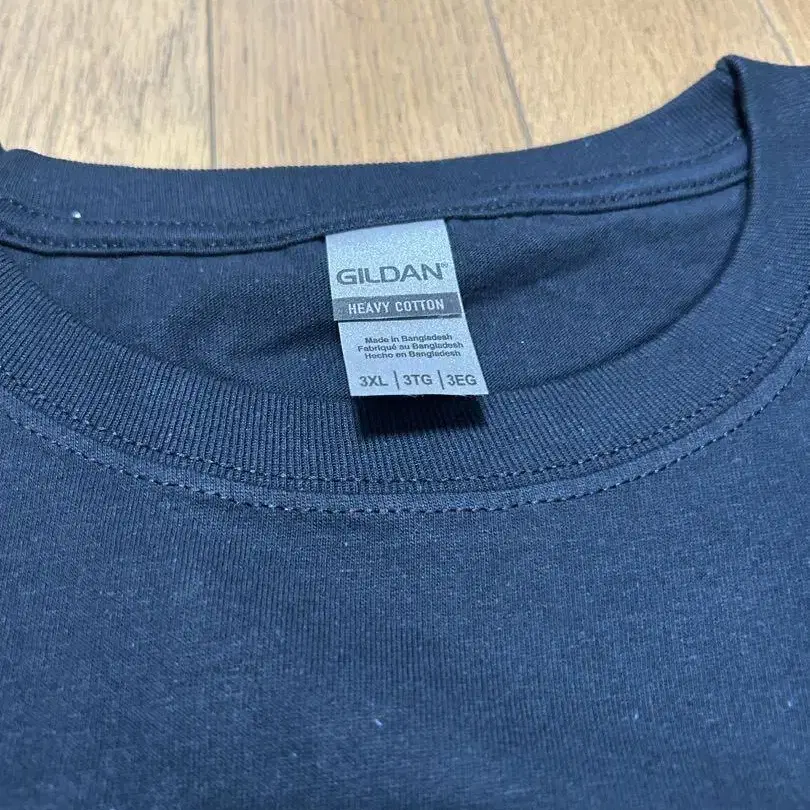 GILDAN®
HEAVY COTTON
Made in Bangladesh
Fabriqué au Bangladesh
Hecho en Bangladesh
3XL | 3TG | 3EG